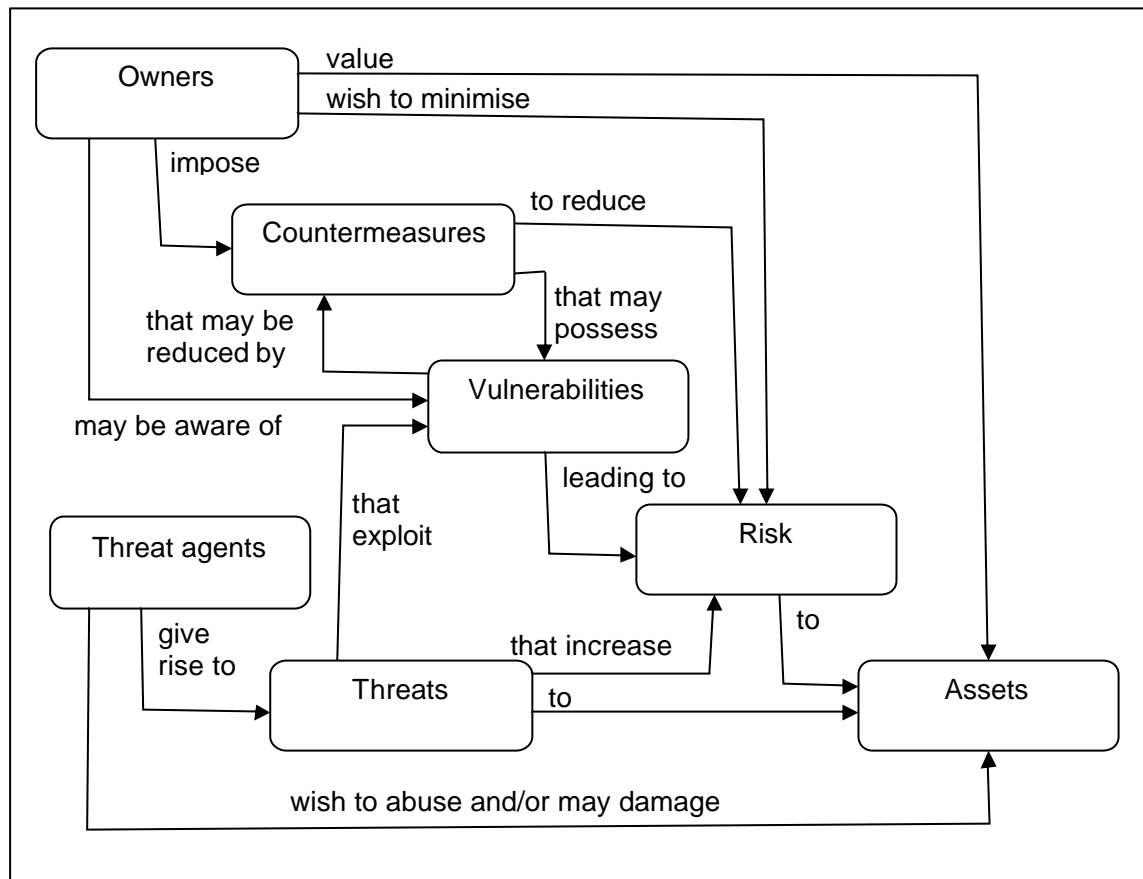 value
Owners
wish to minimise
impose
to reduce
Countermeasures
that may
possess
that may be
reduced by
Vulnerabilities
may be aware of
leading to
that
exploit
Risk
Threat agents
to
give
rise to
that increase
Threats
to
Assets
wish to abuse and/or may damage